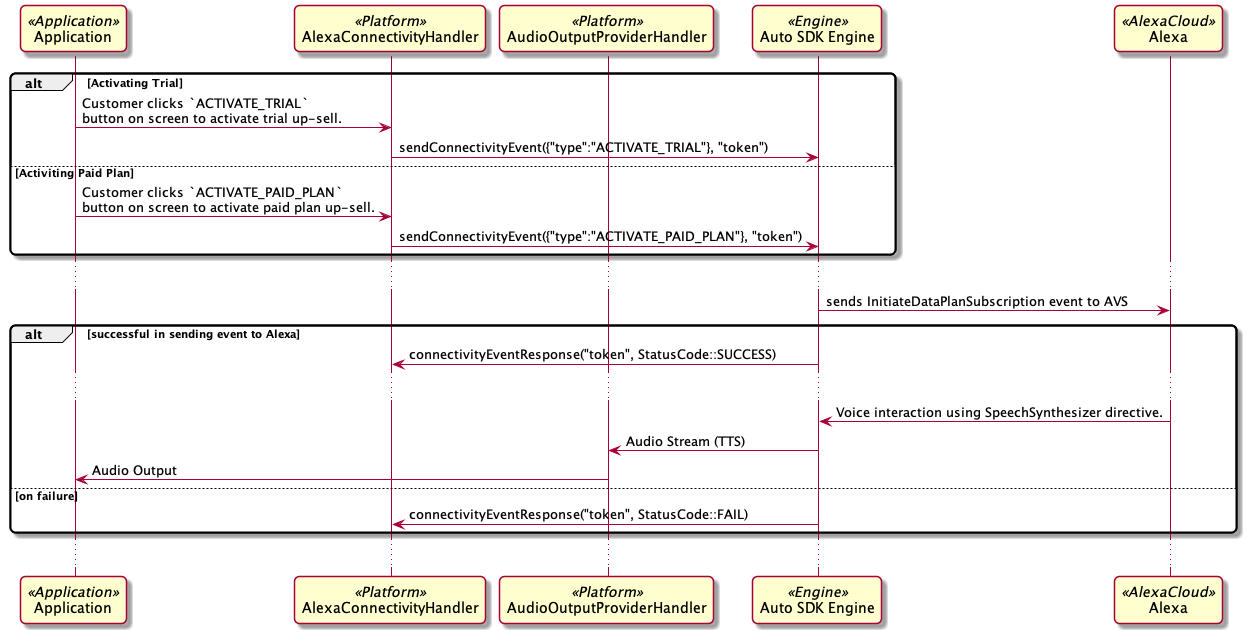 «Application»
Application
«Platform»
AlexaConnectivityHandler
«Platform»
AudioOutputProviderHandler
«Engine»
Auto SDK Engine
«AlexaCloud»
Alexa
alt
[Activating Trial]
Customer clicks `ACTIVATE_TRIAL`
button on screen to activate trial up-sell.
sendConnectivityEvent({"type":"ACTIVATE_TRIAL"}, "token")
[Activiting Paid Plan]
Customer clicks `ACTIVATE_PAID_PLAN`
button on screen to activate paid plan up-sell.
sendConnectivityEvent({"type":"ACTIVATE_PAID_PLAN"}, "token")
sends InitiateDataPlanSubscription event to AVS
alt
[successful in sending event to Alexa]
connectivityEventResponse("token", StatusCode::SUCCESS)
Voice interaction using SpeechSynthesizer directive.
Audio Stream (TTS)
Audio Output
[on failure]
connectivityEventResponse("token", StatusCode::FAIL)
«Application»
Application
«Platform»
AlexaConnectivityHandler
«Platform»
AudioOutputProviderHandler
«Engine»
Auto SDK Engine
«AlexaCloud»
Alexa